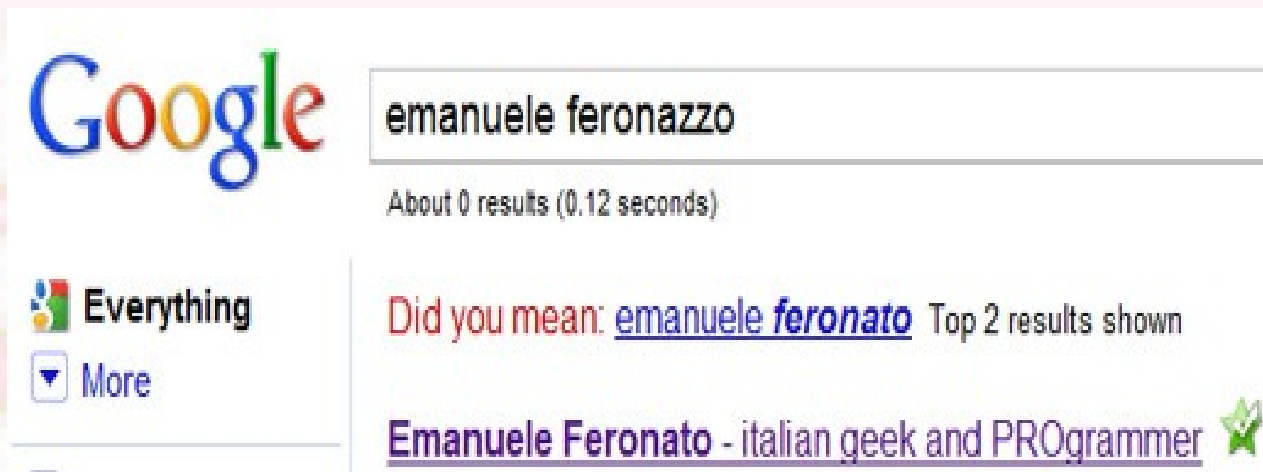 Google
emanuele feronazzo
About 0 results (0.12 seconds)
Everything
Did you mean: emanuele feronato Top 2 results shown
More
Emanuele Feronato - italian geek and PROgrammer